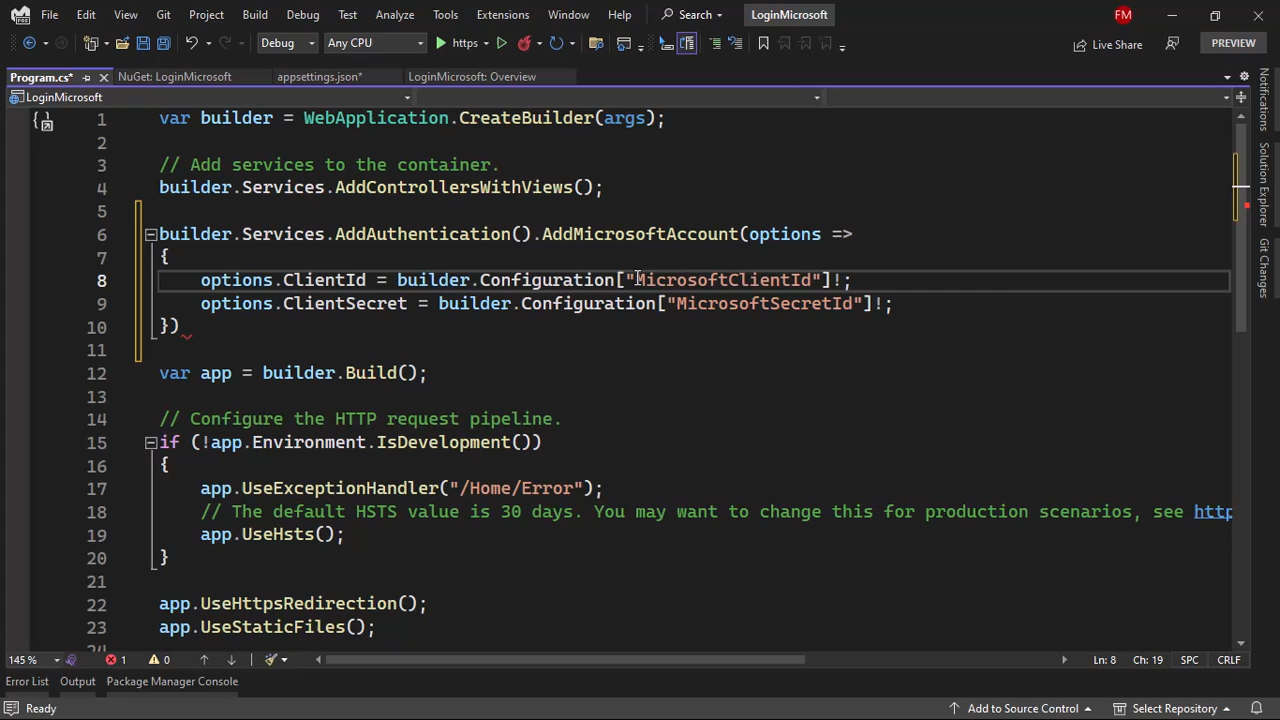 File Edit View Git Project Build Debug Test Analyze Tools Extensions Window Help Search LoginMicrosoft FM
Debug Any CPU https Live Share PREVIEW
Program.cs* NuGet: LoginMicrosoft appsettings.json* LoginMicrosoft: Overview
LoginMicrosoft
1 var builder = WebApplication.CreateBuilder(args);
2
3 // Add services to the container.
4 builder.Services.AddControllersWithViews();
5
6 builder.Services.AddAuthentication().AddMicrosoftAccount(options =>
7 {
8 options.ClientId = builder.Configuration["MicrosoftClientId"]!;
9 options.ClientSecret = builder.Configuration["MicrosoftSecretId"]!;
10 })
11
12 var app = builder.Build();
13
14 // Configure the HTTP request pipeline.
15 if (!app.Environment.IsDevelopment())
16 {
17 app.UseExceptionHandler("/Home/Error");
18 // The default HSTS value is 30 days. You may want to change this for production scenarios, see http
19 app.UseHsts();
20 }
21
22 app.UseHttpsRedirection();
23 app.UseStaticFiles();
Notifications
Solution Explorer
Git Changes
145 % 1 0 Ln: 8 Ch: 19 SPC CRLF
Error List Output Package Manager Console
Ready Add to Source Control Select Repository